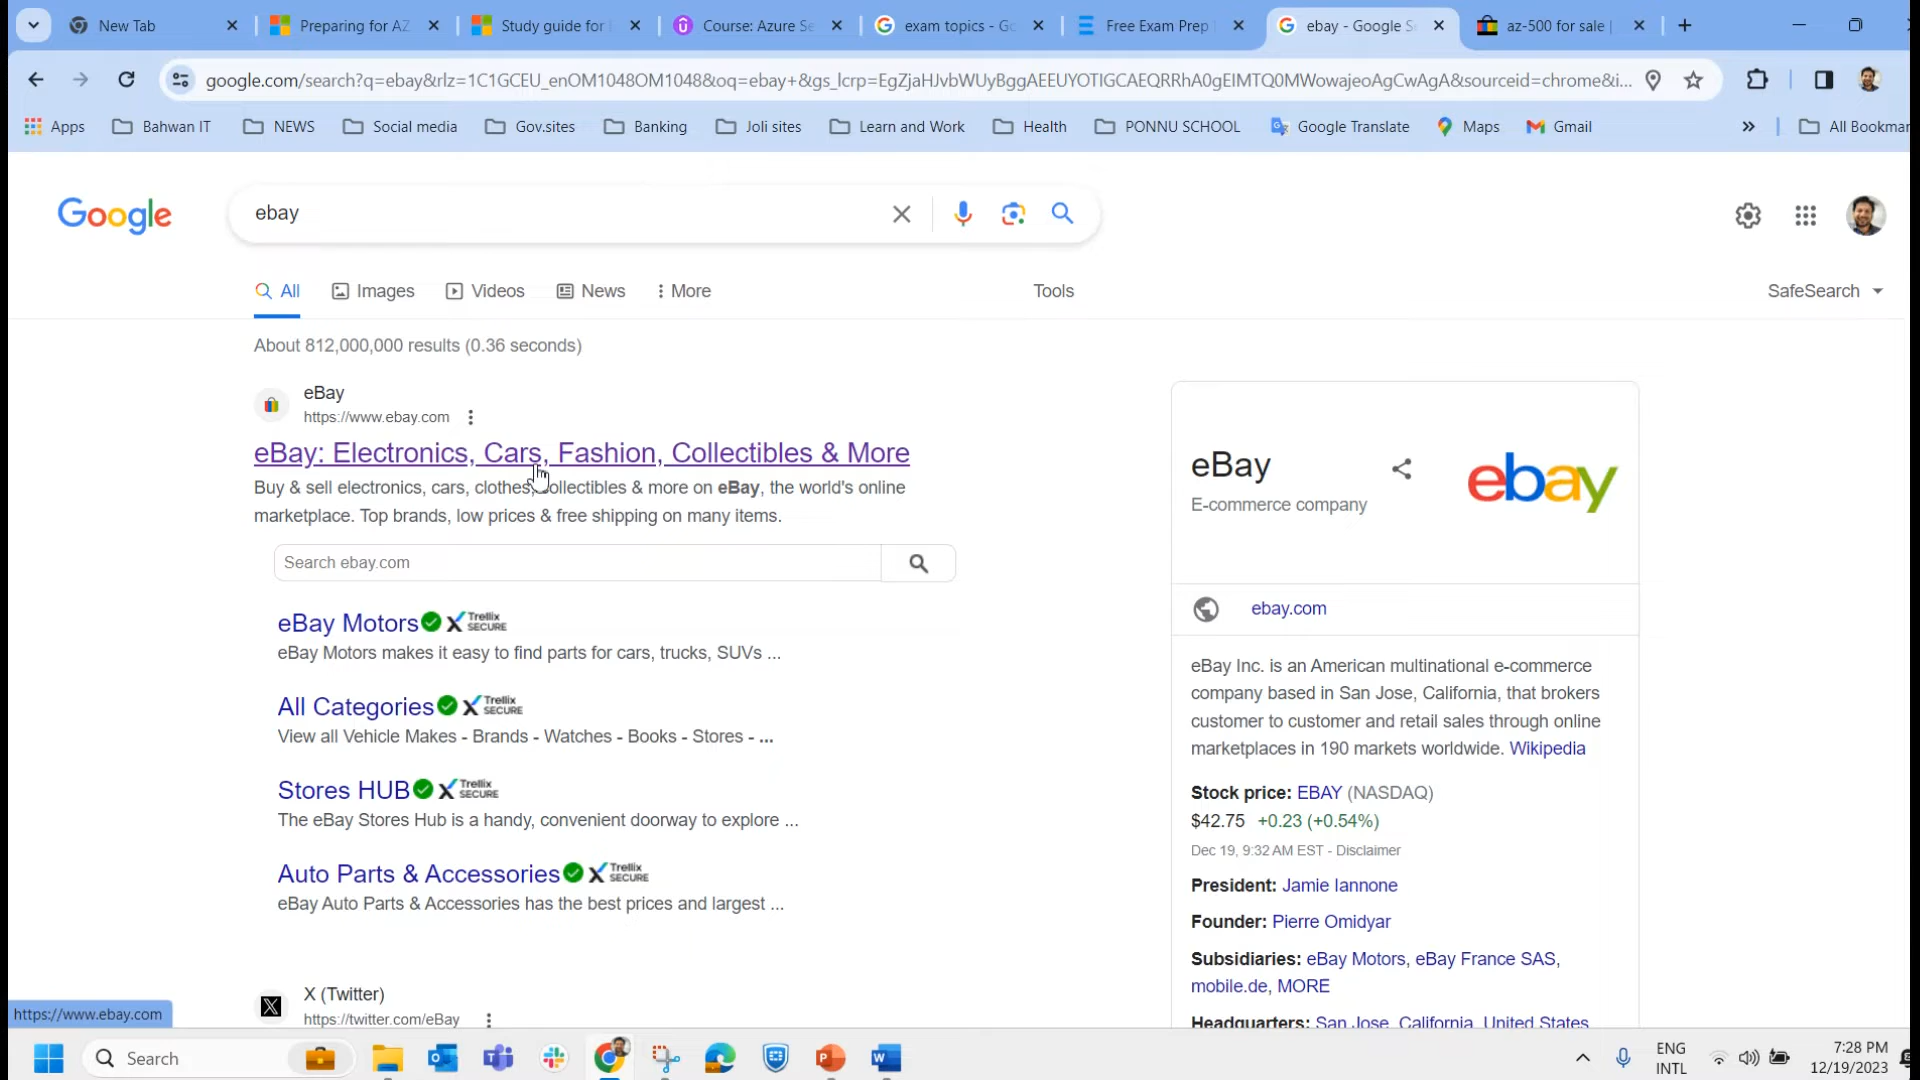 New Tab
Preparing for AZ
Study guide for
Course: Azure Se
exam topics - Go
Free Exam Prep
ebay - Google S
az-500 for sale |
google.com/search?q=ebay&rlz=1C1GCEU_enOM1048OM1048&oq=ebay+&gs_lcrp=EgZjaHJvbWUyBggAEEUYOTIGCAEQRRhA0gEIMTQ0MWowajeoAgCwAgA&sourceid=chrome&i...
Apps
Bahwan IT
NEWS
Social media
Gov.sites
Banking
Joli sites
Learn and Work
Health
PONNU SCHOOL
Google Translate
Maps
Gmail
All Bookmar
Google
ebay
All
Images
Videos
News
More
Tools
SafeSearch
About 812,000,000 results (0.36 seconds)
eBay
https://www.ebay.com
eBay: Electronics, Cars, Fashion, Collectibles & More
Buy & sell electronics, cars, clothes, collectibles & more on eBay, the world's online
marketplace. Top brands, low prices & free shipping on many items.
Search ebay.com
eBay Motors Trellix SECURE
eBay Motors makes it easy to find parts for cars, trucks, SUVs ...
All Categories Trellix SECURE
View all Vehicle Makes - Brands - Watches - Books - Stores - ...
Stores HUB Trellix SECURE
The eBay Stores Hub is a handy, convenient doorway to explore ...
Auto Parts & Accessories Trellix SECURE
eBay Auto Parts & Accessories has the best prices and largest ...
X (Twitter)
https://twitter.com/eBay
eBay
E-commerce company
ebay
ebay.com
eBay Inc. is an American multinational e-commerce
company based in San Jose, California, that brokers
customer to customer and retail sales through online
marketplaces in 190 markets worldwide. Wikipedia
Stock price: EBAY (NASDAQ)
$42.75 +0.23 (+0.54%)
Dec 19, 9:32 AM EST - Disclaimer
President: Jamie Iannone
Founder: Pierre Omidyar
Subsidiaries: eBay Motors, eBay France SAS,
mobile.de, MORE
Headquarters: San Jose, California, United States
https://www.ebay.com
Search
ENG
INTL
7:28 PM
12/19/2023